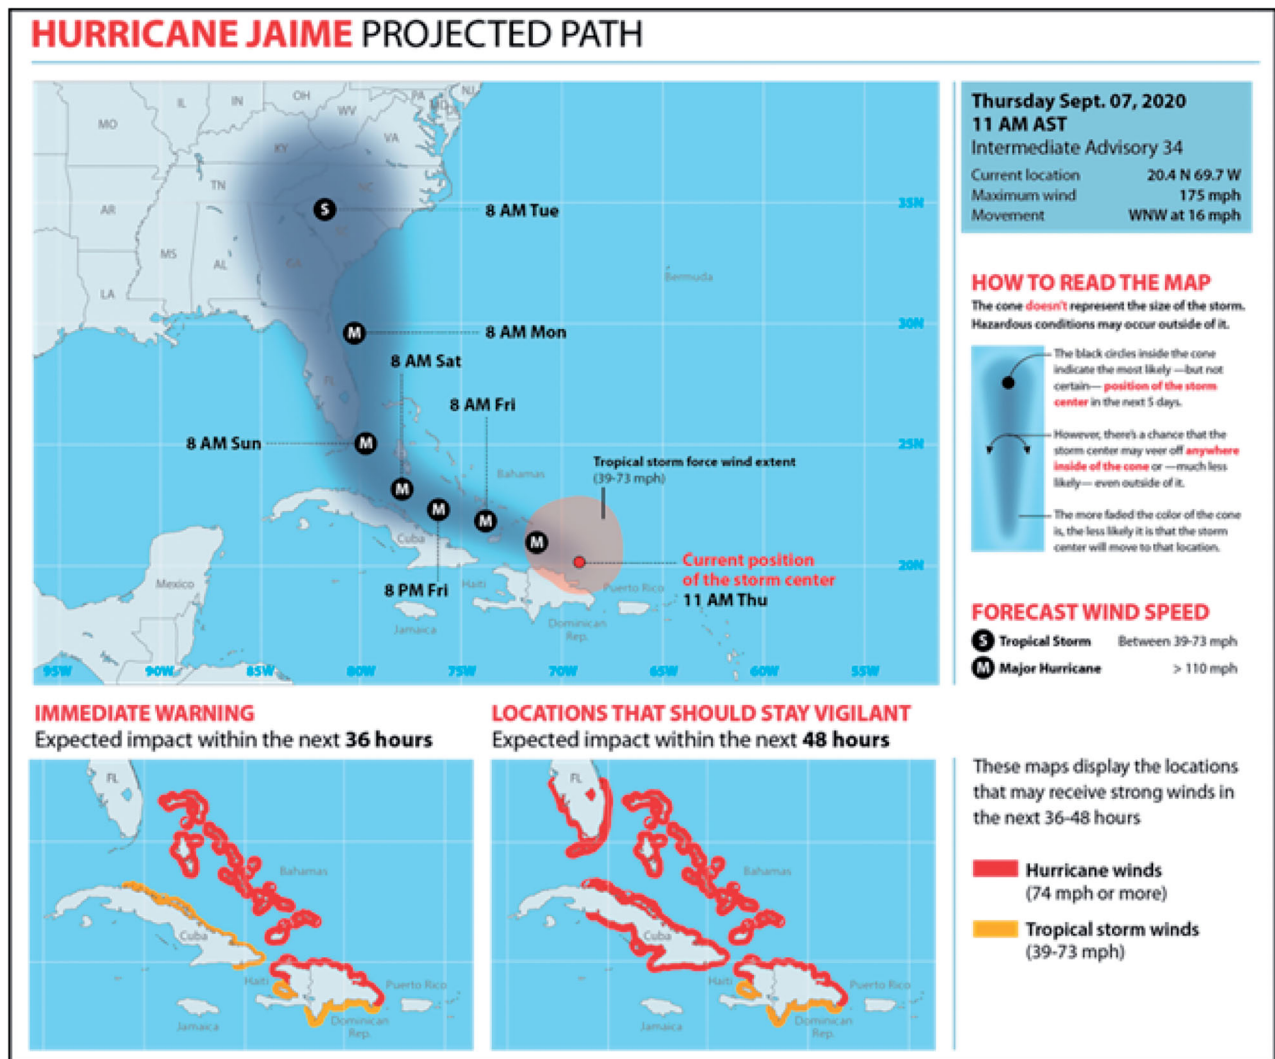 HURRICANE JAIME PROJECTED PATH
IL
IN
OH
PA
NJ
MD
DE
WV
MO
VA
KY
TN
NC
AR
SC
MS
AL
GA
LA
FL
S
8 AM Tue
35N
Bermuda
M
8 AM Mon
30N
8 AM Sat
8 AM Fri
8 AM Sun
M
25N
Bahamas
Tropical storm force wind extent
(39-73 mph)
M
M
M
M
Cuba
Current position
of the storm center
11 AM Thu
20N
Mexico
8 PM Fri
Haiti
Puerto Rico
Jamaica
Dominican
Rep.
95W
90W
85W
80W
75W
70W
65W
60W
55W
Thursday Sept. 07, 2020
11 AM AST
Intermediate Advisory 34
Current location 20.4 N 69.7 W
Maximum wind 175 mph
Movement WNW at 16 mph
HOW TO READ THE MAP
The cone doesn't represent the size of the storm.
Hazardous conditions may occur outside of it.
The black circles inside the cone
indicate the most likely —but not
certain— position of the storm
center in the next 5 days.
However, there's a chance that the
storm center may veer off anywhere
inside of the cone or —much less
likely— even outside of it.
The more faded the color of the cone
is, the less likely it is that the storm
center will move to that location.
FORECAST WIND SPEED
S Tropical Storm Between 39-73 mph
M Major Hurricane > 110 mph
IMMEDIATE WARNING
Expected impact within the next 36 hours
FL
Bahamas
Cuba
Haiti
Puerto Rico
Jamaica
Dominican
Rep.
LOCATIONS THAT SHOULD STAY VIGILANT
Expected impact within the next 48 hours
FL
Bahamas
Cuba
Haiti
Puerto Rico
Jamaica
Dominican
Rep.
These maps display the locations
that may receive strong winds in
the next 36-48 hours
Hurricane winds
(74 mph or more)
Tropical storm winds
(39-73 mph)